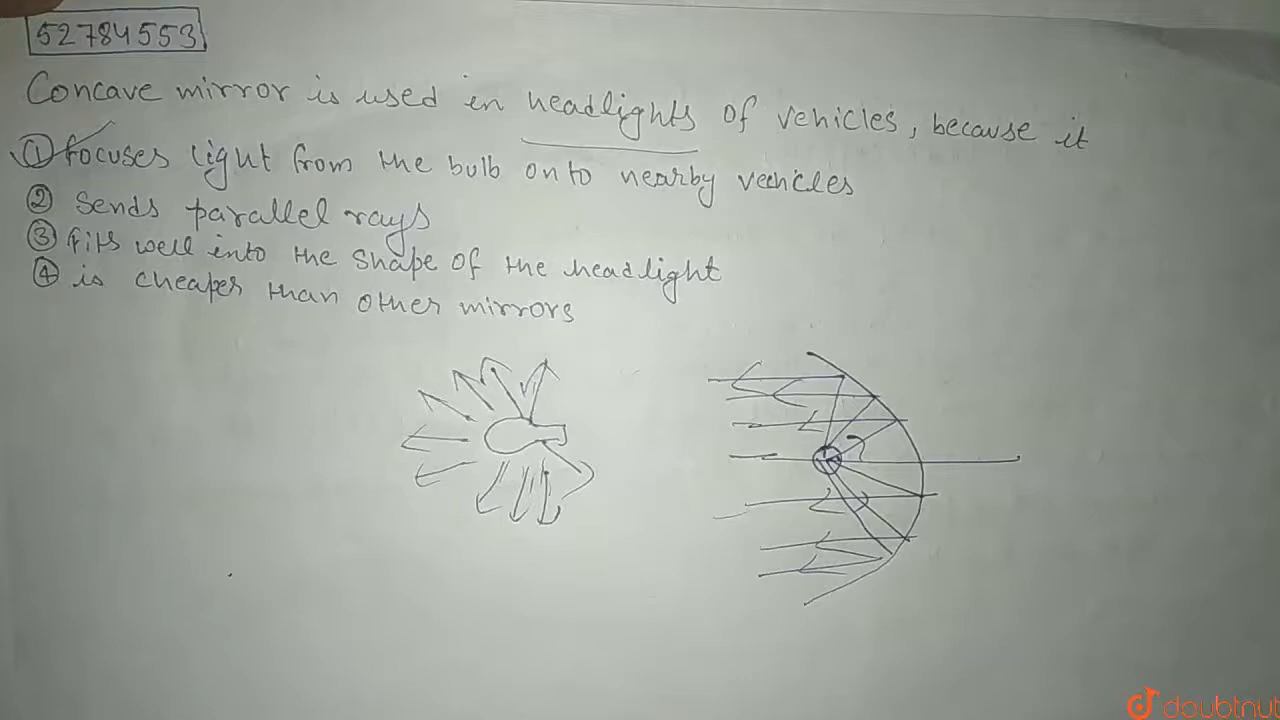 52784553
Concave mirror is used in headlights of vehicles, because it
① focuses light from the bulb onto nearby vehicles
② Sends parallel rays
③ fits well into the shape of the headlight
④ is cheaper than other mirrors
doubtnut